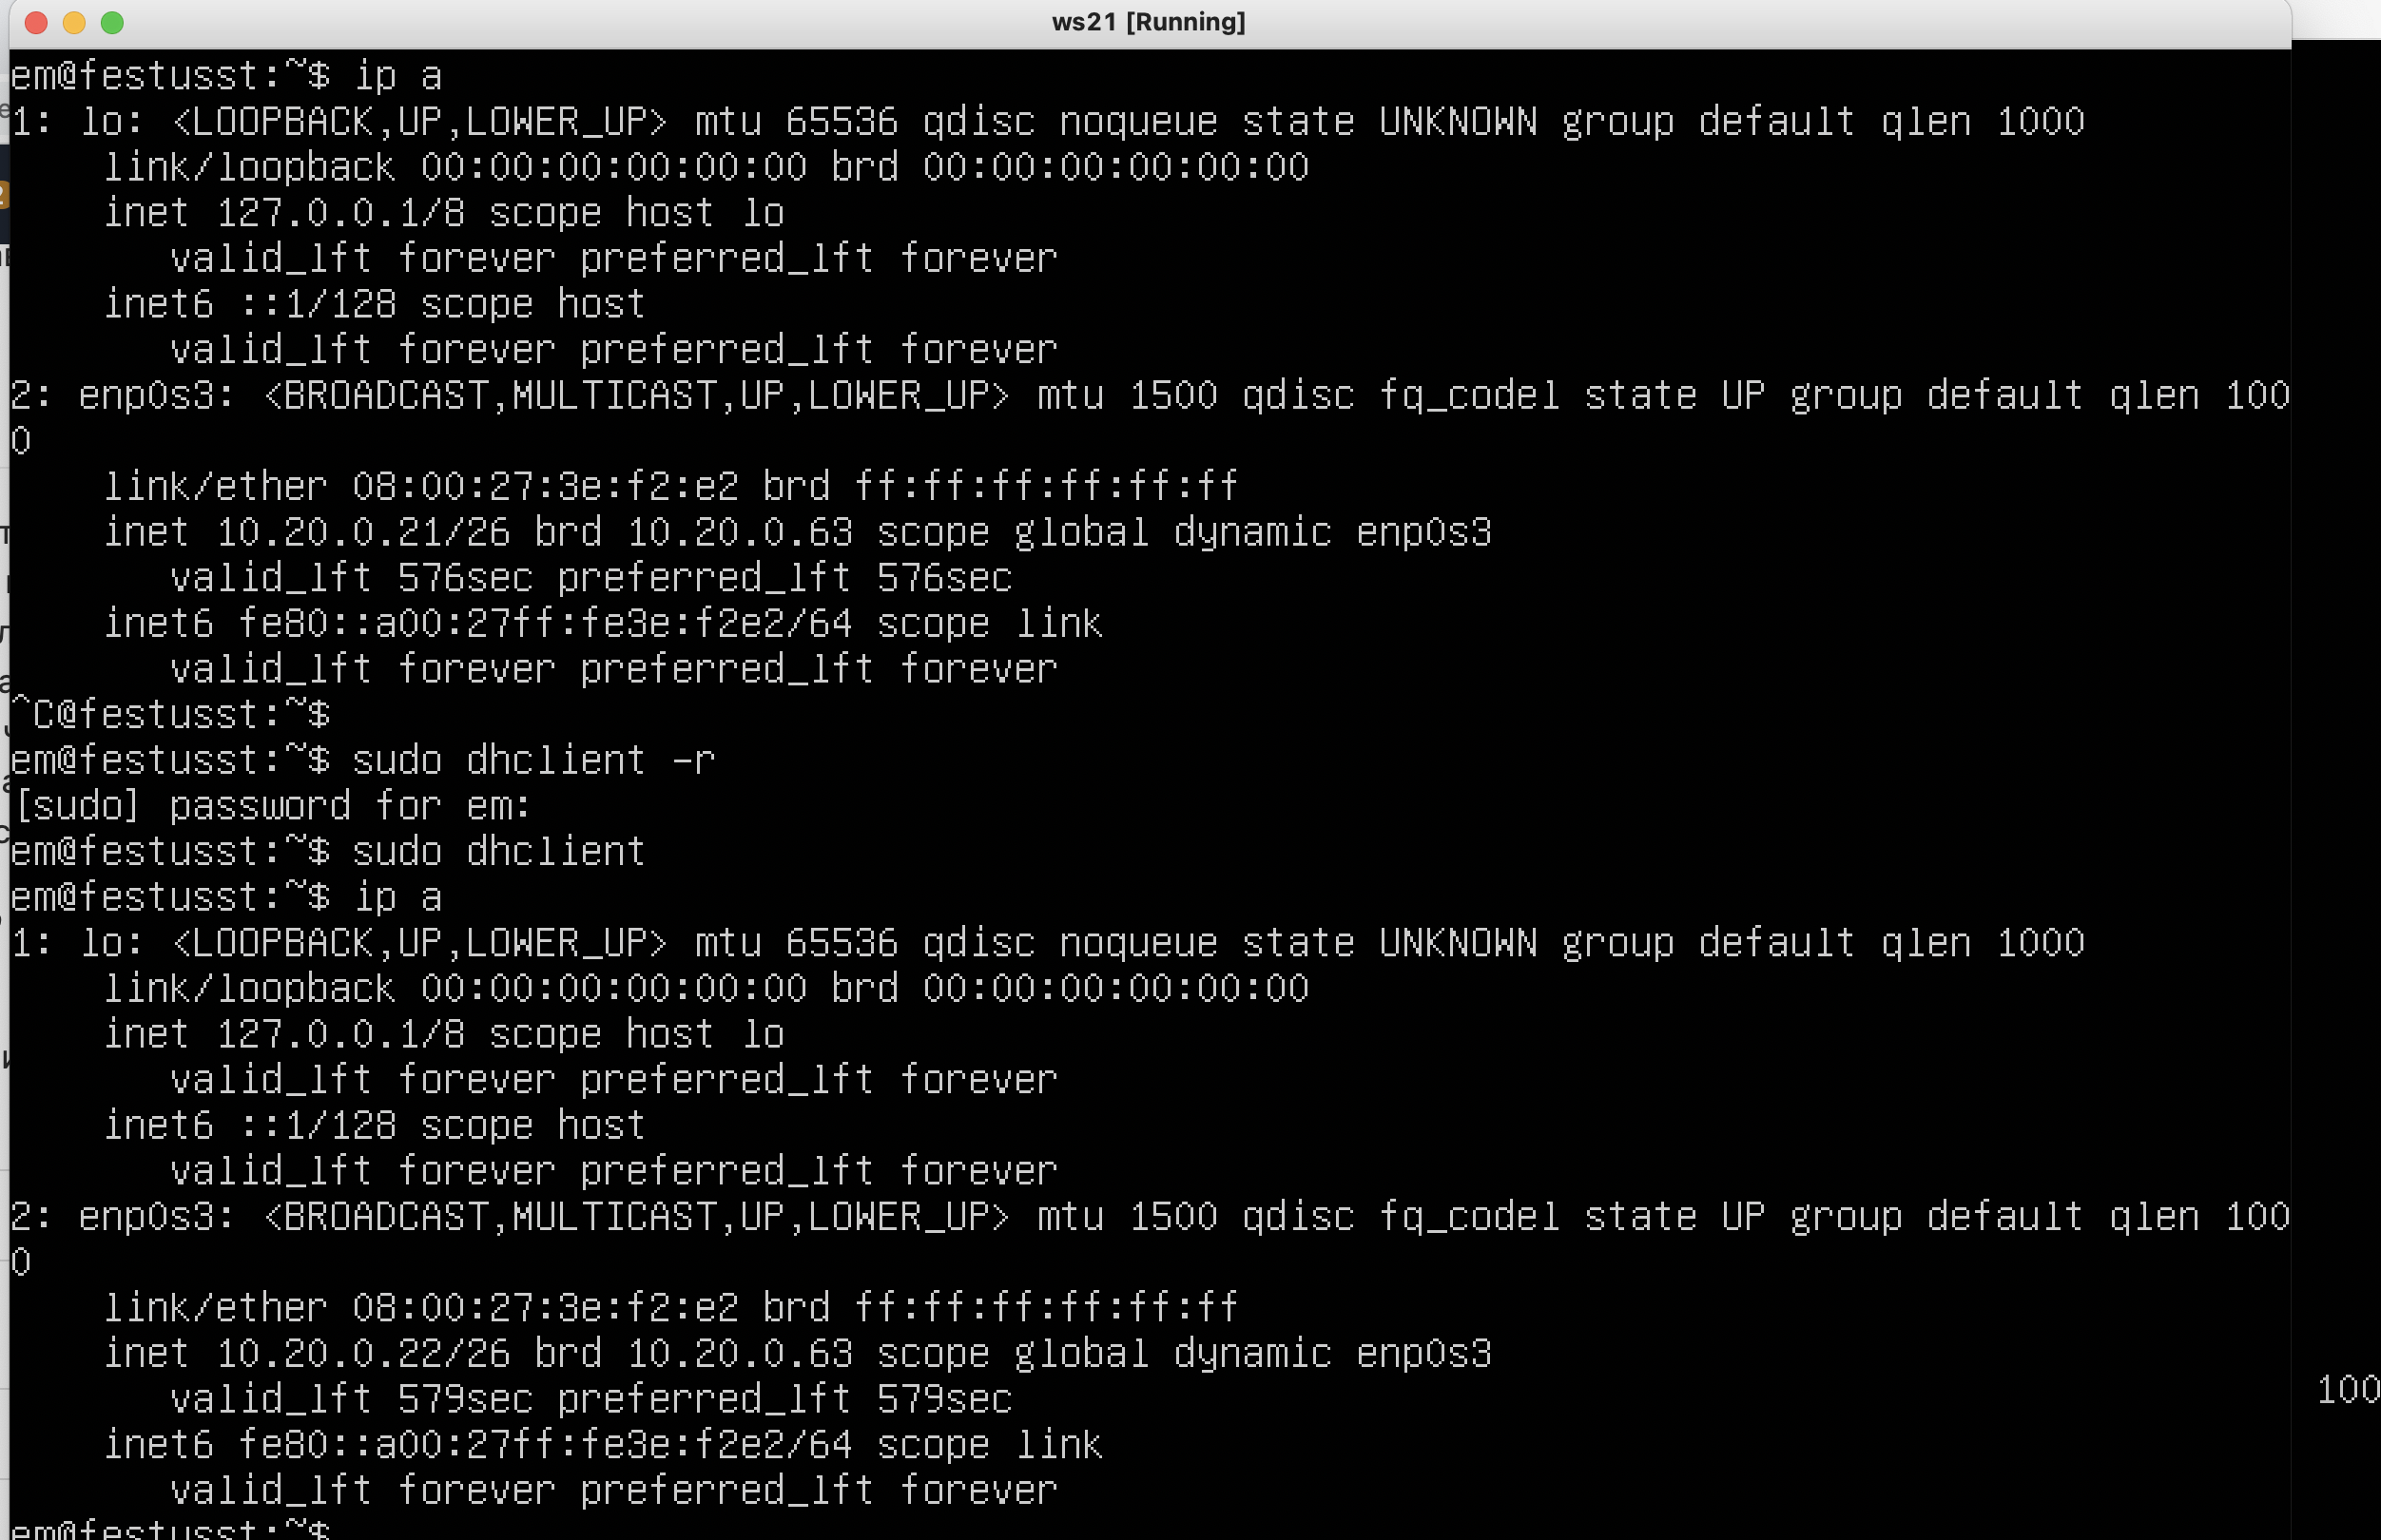 ws21 [Running]
em@festusst:~$ ip a
1: lo: <LOOPBACK,UP,LOWER_UP> mtu 65536 qdisc noqueue state UNKNOWN group default qlen 1000
    link/loopback 00:00:00:00:00:00 brd 00:00:00:00:00:00
    inet 127.0.0.1/8 scope host lo
       valid_lft forever preferred_lft forever
    inet6 ::1/128 scope host
       valid_lft forever preferred_lft forever
2: enp0s3: <BROADCAST,MULTICAST,UP,LOWER_UP> mtu 1500 qdisc fq_codel state UP group default qlen 100
0
    link/ether 08:00:27:3e:f2:e2 brd ff:ff:ff:ff:ff:ff
    inet 10.20.0.21/26 brd 10.20.0.63 scope global dynamic enp0s3
       valid_lft 576sec preferred_lft 576sec
    inet6 fe80::a00:27ff:fe3e:f2e2/64 scope link
       valid_lft forever preferred_lft forever
^C@festusst:~$
em@festusst:~$ sudo dhclient -r
[sudo] password for em:
em@festusst:~$ sudo dhclient
em@festusst:~$ ip a
1: lo: <LOOPBACK,UP,LOWER_UP> mtu 65536 qdisc noqueue state UNKNOWN group default qlen 1000
    link/loopback 00:00:00:00:00:00 brd 00:00:00:00:00:00
    inet 127.0.0.1/8 scope host lo
       valid_lft forever preferred_lft forever
    inet6 ::1/128 scope host
       valid_lft forever preferred_lft forever
2: enp0s3: <BROADCAST,MULTICAST,UP,LOWER_UP> mtu 1500 qdisc fq_codel state UP group default qlen 100
0
    link/ether 08:00:27:3e:f2:e2 brd ff:ff:ff:ff:ff:ff
    inet 10.20.0.22/26 brd 10.20.0.63 scope global dynamic enp0s3
       valid_lft 579sec preferred_lft 579sec
100
    inet6 fe80::a00:27ff:fe3e:f2e2/64 scope link
       valid_lft forever preferred_lft forever
em@festusst:~$